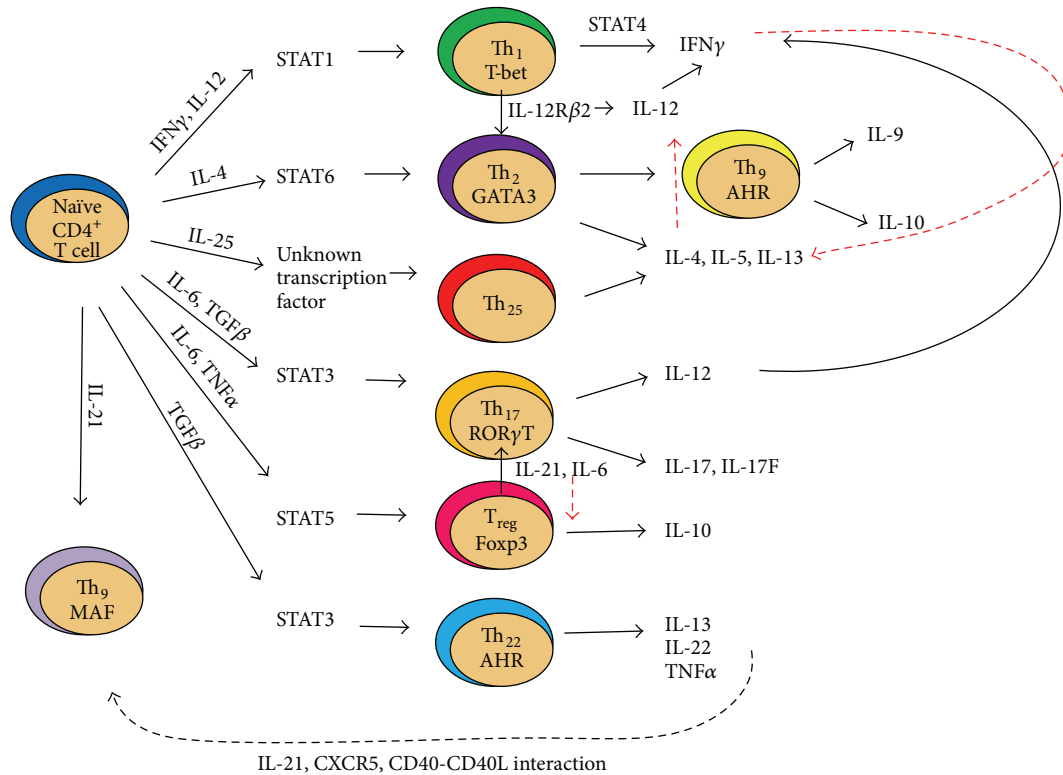 STAT4
IFNγ
STAT1
Th1
T-bet
IFNγ, IL-12
IL-12Rβ2
IL-12
IL-9
IL-4
STAT6
Th2
GATA3
Th9
AHR
Naïve
CD4+
T cell
IL-10
IL-25
Unknown
transcription
factor
IL-4, IL-5, IL-13
Th25
IL-6, TGFβ
IL-6, TNFα
STAT3
IL-12
IL-21
TGFβ
Th17
RORγT
IL-21, IL-6
IL-17, IL-17F
STAT5
Treg
Foxp3
IL-10
Th9
MAF
STAT3
Th22
AHR
IL-13
IL-22
TNFα
IL-21, CXCR5, CD40-CD40L interaction